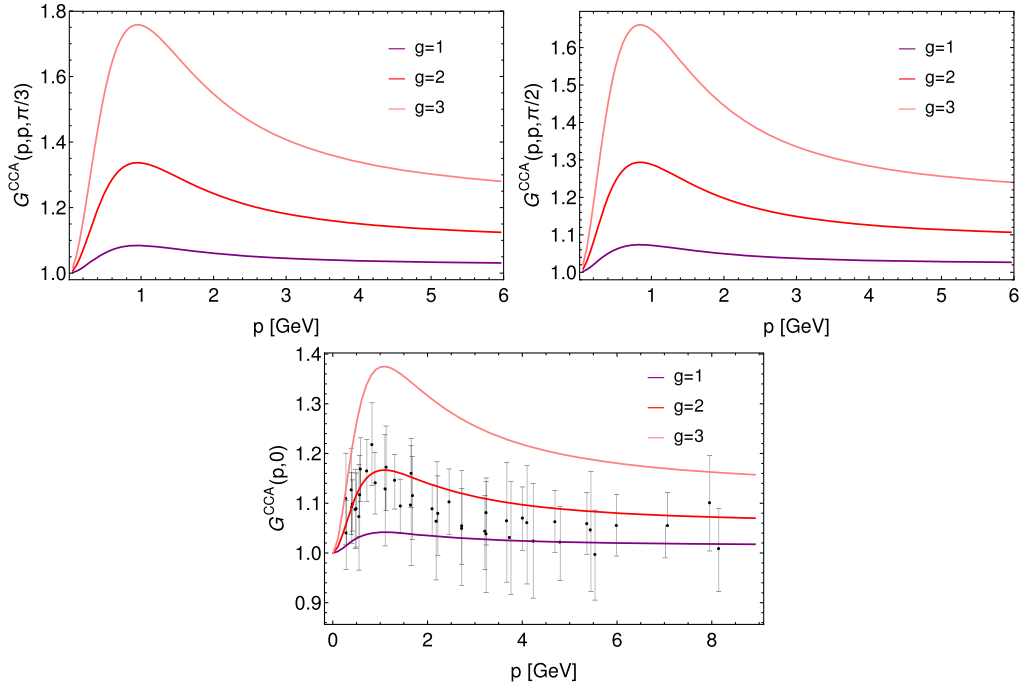 1.8
1.6
1.4
1.2
1.0
G^CCA(p,p,π/3)
g=1
g=2
g=3
1 2 3 4 5 6
p [GeV]
1.6
1.5
1.4
1.3
1.2
1.1
1.0
G^CCA(p,p,π/2)
g=1
g=2
g=3
1 2 3 4 5 6
p [GeV]
1.4
1.3
1.2
1.1
1.0
0.9
G^CCA(p,0)
g=1
g=2
g=3
0 2 4 6 8
p [GeV]